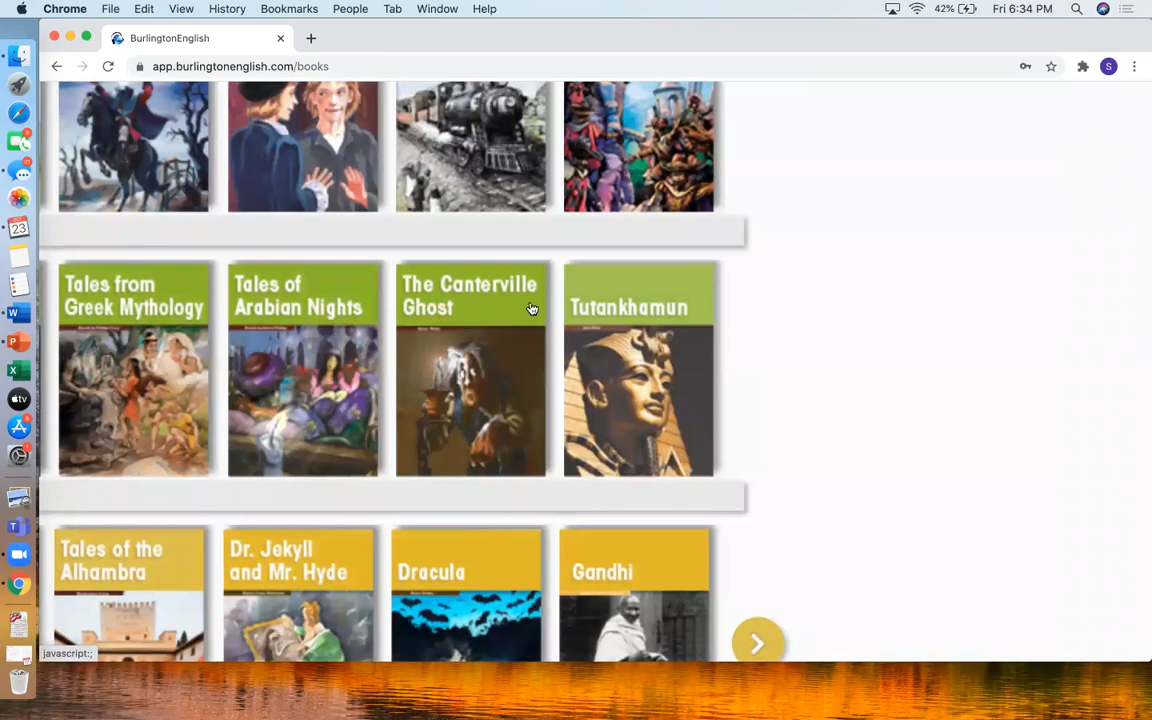 Chrome File Edit View History Bookmarks People Tab Window Help
42% Fri 6:34 PM
BurlingtonEnglish
app.burlingtonenglish.com/books
S
Tales from
Greek Mythology
Tales of
Arabian Nights
The Canterville
Ghost
Tutankhamun
Tales of the
Alhambra
Dr. Jekyll
and Mr. Hyde
Dracula
Gandhi
javascript:;
23
tv